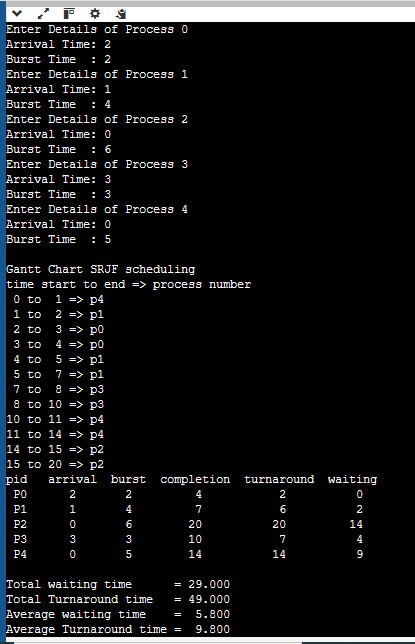 Enter Details of Process 0
Arrival Time: 2
Burst Time  : 2
Enter Details of Process 1
Arrival Time: 1
Burst Time  : 4
Enter Details of Process 2
Arrival Time: 0
Burst Time  : 6
Enter Details of Process 3
Arrival Time: 3
Burst Time  : 3
Enter Details of Process 4
Arrival Time: 0
Burst Time  : 5
Gantt Chart SRJF scheduling
time start to end => process number
0 to  1 => p4
1 to  2 => p1
2 to  3 => p0
3 to  4 => p0
4 to  5 => p1
5 to  7 => p1
7 to  8 => p3
8 to 10 => p3
10 to 11 => p4
11 to 14 => p4
14 to 15 => p2
15 to 20 => p2
pid   arrival  burst  completion  turnaround  waiting
P0      2      2      4      2      0
P1      1      4      7      6      2
P2      0      6      20      20      14
P3      3      3      10      7      4
P4      0      5      14      14      9
Total waiting time      = 29.000
Total Turnaround time   = 49.000
Average waiting time    =  5.800
Average Turnaround time =  9.800